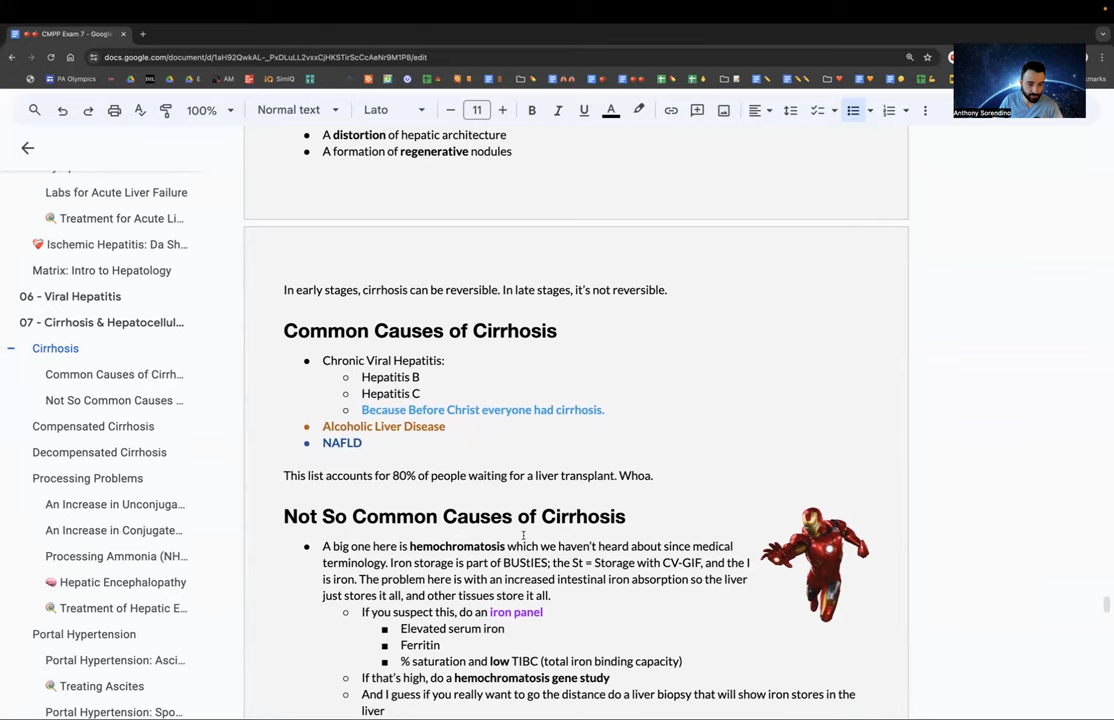 CMPP Exam 7 - Google
docs.google.com/document/d/1aH92QwkAL-_PxDLuLL2vxxCjHKSTirScCcAeNr9M1P8/edit
PA Olympics
DIL
E
AM
IQ
SimIQ
Anthony Sorendino
100%
Normal text
Lato
11
B
I
U
A
A distortion of hepatic architecture
A formation of regenerative nodules
Labs for Acute Liver Failure
Treatment for Acute Li...
Ischemic Hepatitis: Da Sh...
Matrix: Intro to Hepatology
06 - Viral Hepatitis
07 - Cirrhosis & Hepatocellul...
Cirrhosis
Common Causes of Cirrh...
Not So Common Causes ...
Compensated Cirrhosis
Decompensated Cirrhosis
Processing Problems
An Increase in Unconjuga...
An Increase in Conjugate...
Processing Ammonia (NH...
Hepatic Encephalopathy
Treatment of Hepatic E...
Portal Hypertension
Portal Hypertension: Asci...
Treating Ascites
Portal Hypertension: Spo...
In early stages, cirrhosis can be reversible. In late stages, it's not reversible.
Common Causes of Cirrhosis
Chronic Viral Hepatitis:
Hepatitis B
Hepatitis C
Because Before Christ everyone had cirrhosis.
Alcoholic Liver Disease
NAFLD
This list accounts for 80% of people waiting for a liver transplant. Whoa.
Not So Common Causes of Cirrhosis
A big one here is hemochromatosis which we haven't heard about since medical
terminology. Iron storage is part of BUStIES; the St = Storage with CV-GIF, and the I
is iron. The problem here is with an increased intestinal iron absorption so the liver
just stores it all, and other tissues store it all.
If you suspect this, do an iron panel
Elevated serum iron
Ferritin
% saturation and low TIBC (total iron binding capacity)
If that's high, do a hemochromatosis gene study
And I guess if you really want to go the distance do a liver biopsy that will show iron stores in the
liver